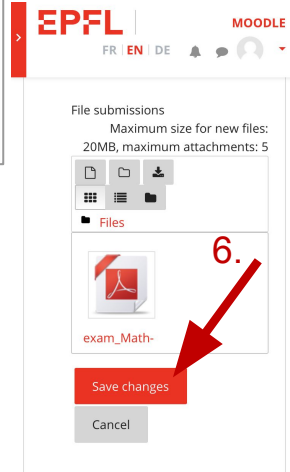 EPFL
MOODLE
FR | EN | DE
File submissions
Maximum size for new files:
20MB, maximum attachments: 5
Files
6.
exam_Math-
Save changes
Cancel